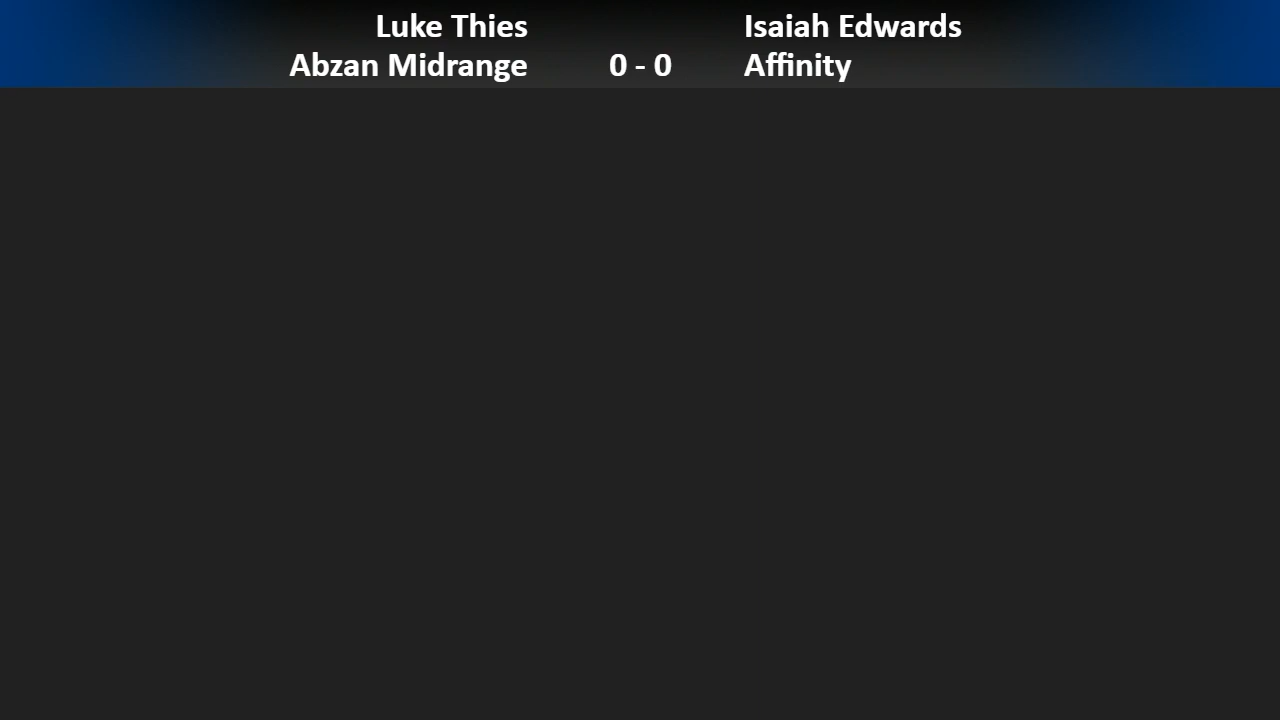 Luke Thies
Abzan Midrange
0 - 0
Isaiah Edwards
Affinity